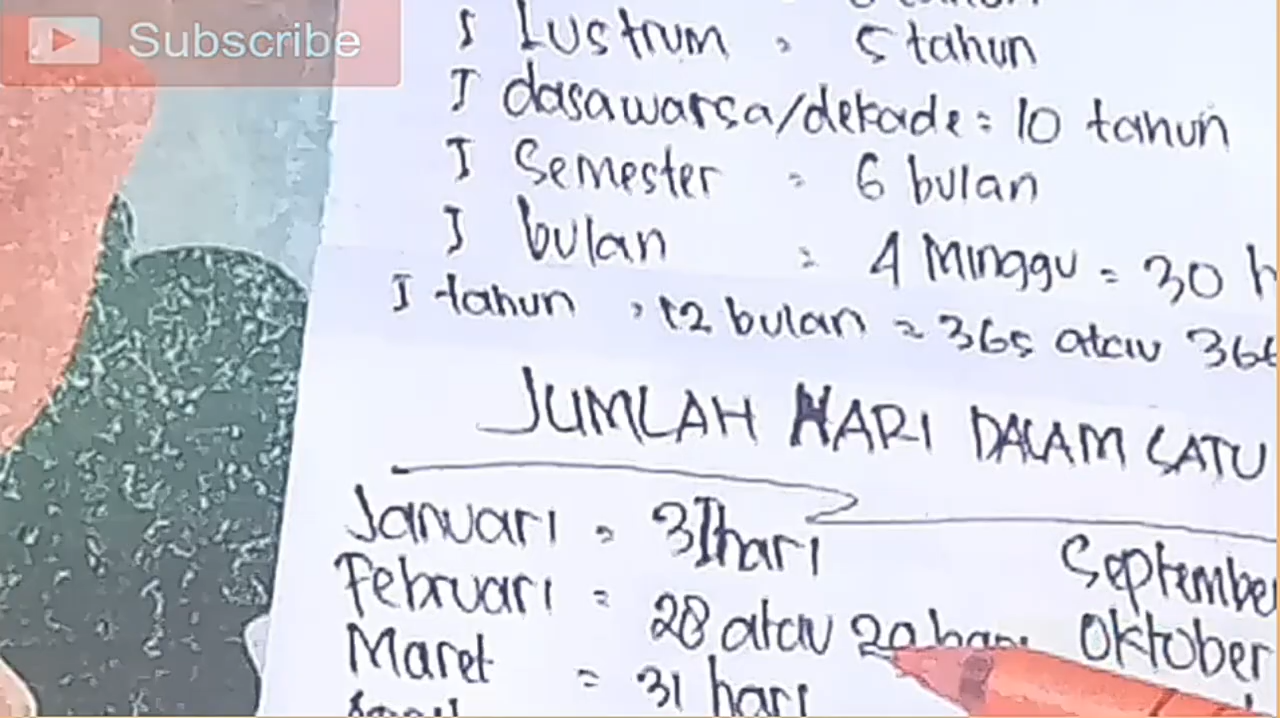 Subscribe
1 Lustrum = 5 tahun
1 dasawarsa/dekade = 10 tahun
1 Semester = 6 bulan
1 bulan = 4 Minggu = 30 h
1 tahun = 12 bulan = 365 atau 366
JUMLAH HARI DALAM SATU
Januari = 31 hari
Februari = 28 atau 29 hari
Maret = 31 hari
September
Oktober